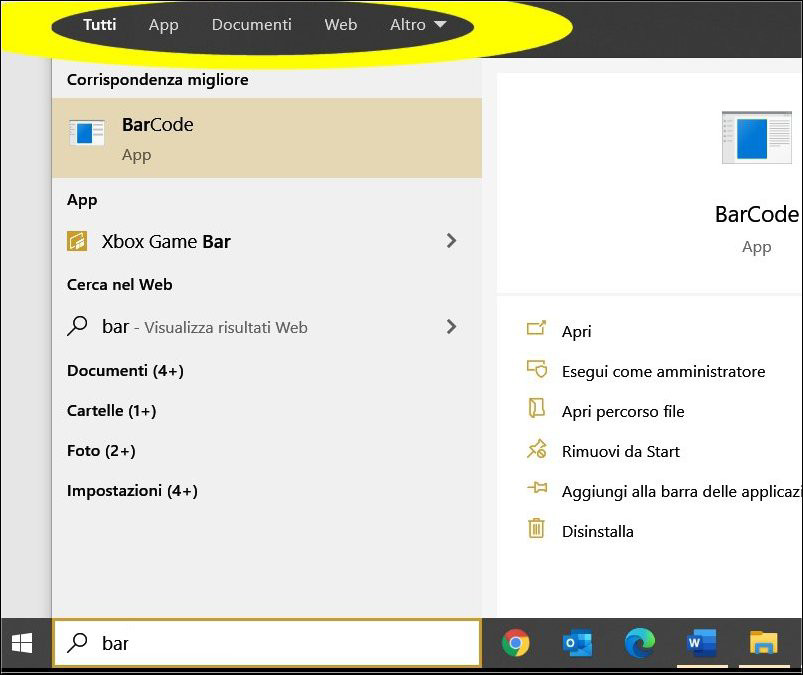 Tutti App Documenti Web Altro
Corrispondenza migliore
BarCode
App
App
Xbox Game Bar
Cerca nel Web
bar - Visualizza risultati Web
Documenti (4+)
Cartelle (1+)
Foto (2+)
Impostazioni (4+)
BarCode
App
Apri
Esegui come amministratore
Apri percorso file
Rimuovi da Start
Aggiungi alla barra delle applicazi
Disinstalla
bar